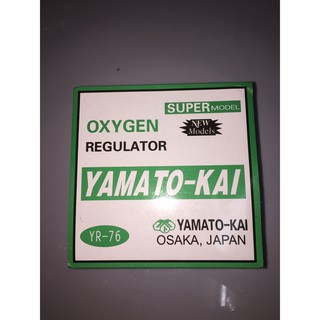 SUPER MODEL
OXYGEN
NEW
Models
REGULATOR
YAMATO-KAI
YR-76
YAMATO-KAI
OSAKA, JAPAN